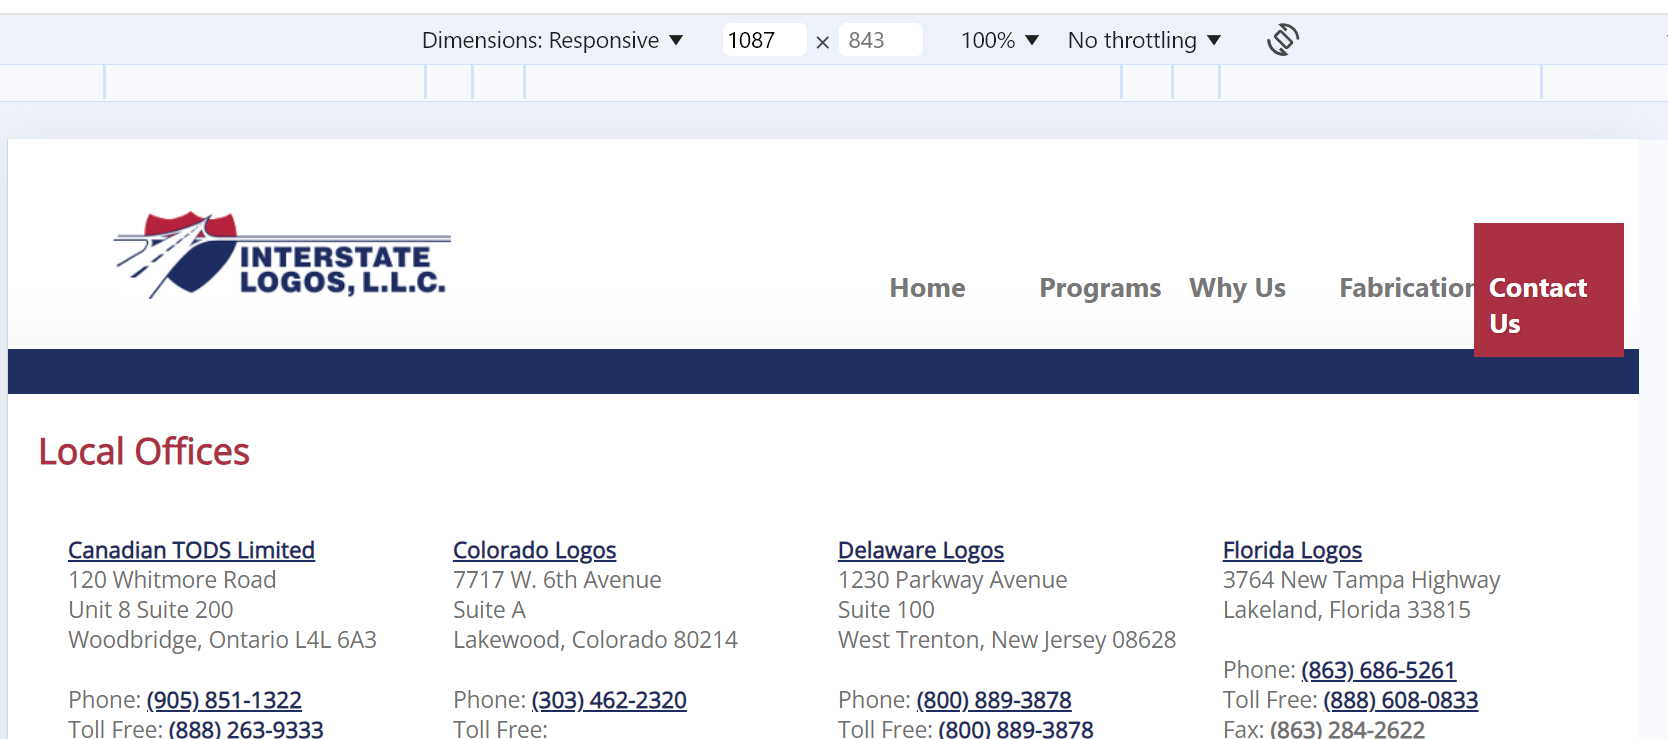 Dimensions: Responsive ▼ 1087 × 843 100% ▼ No throttling ▼
INTERSTATE
LOGOS, L.L.C.
Home Programs Why Us Fabrication Contact
Us
Local Offices
Canadian TODS Limited
120 Whitmore Road
Unit 8 Suite 200
Woodbridge, Ontario L4L 6A3
Phone: (905) 851-1322
Toll Free: (888) 263-9333
Colorado Logos
7717 W. 6th Avenue
Suite A
Lakewood, Colorado 80214
Phone: (303) 462-2320
Toll Free:
Delaware Logos
1230 Parkway Avenue
Suite 100
West Trenton, New Jersey 08628
Phone: (800) 889-3878
Toll Free: (800) 889-3878
Florida Logos
3764 New Tampa Highway
Lakeland, Florida 33815
Phone: (863) 686-5261
Toll Free: (888) 608-0833
Fax: (863) 284-2622